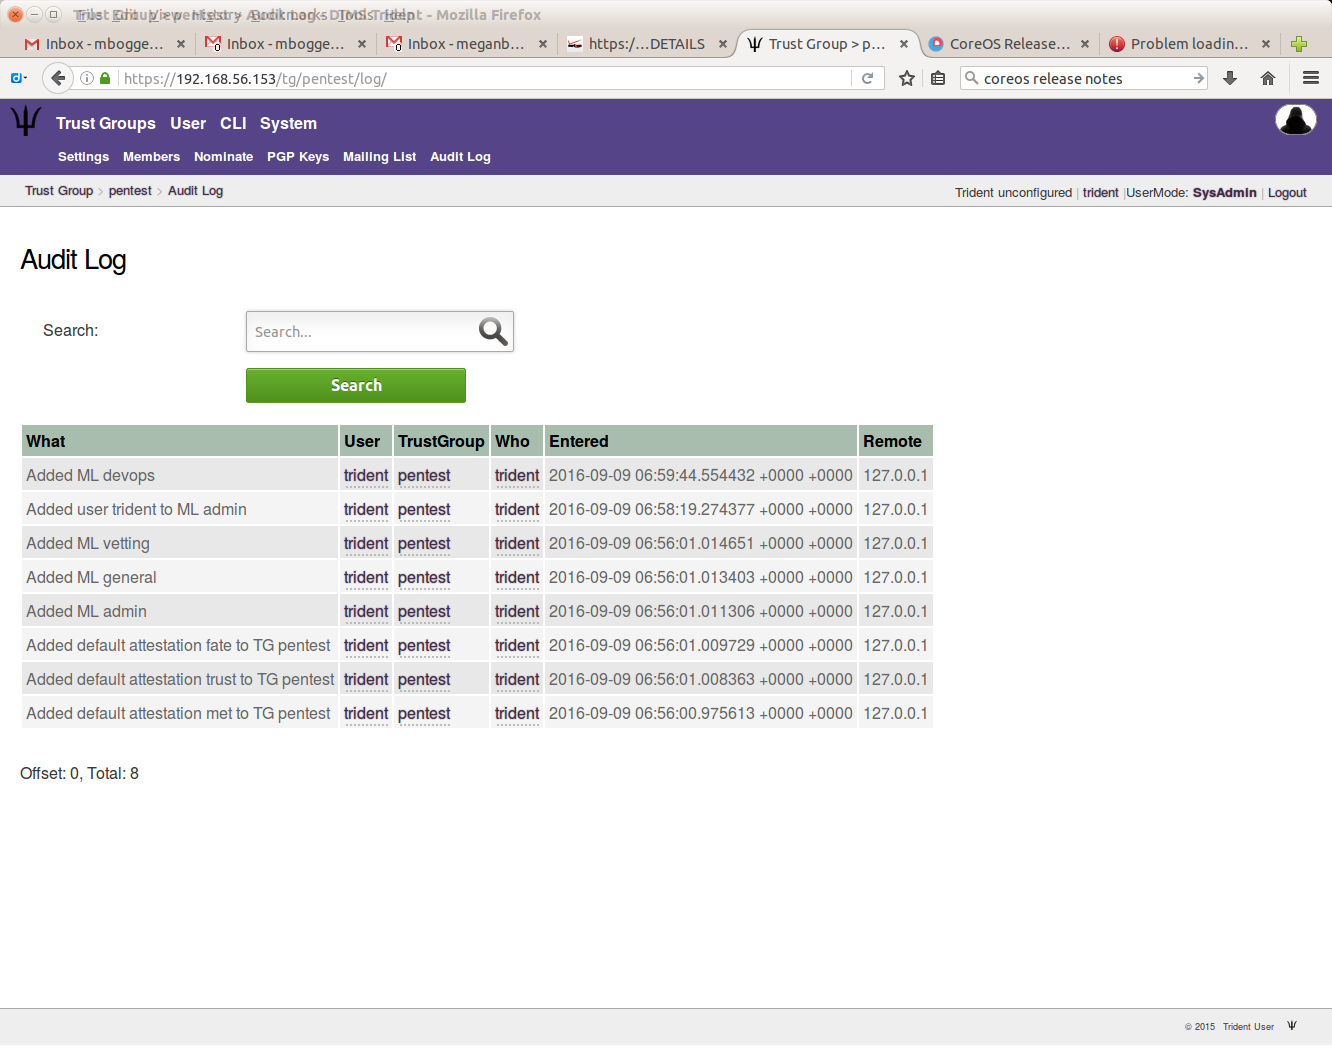 Trust Group > pentest > Audit Log - DIMS Trident - Mozilla Firefox
File Edit View History Bookmarks Tools Help
Inbox - mbogge... Inbox - mbogge... Inbox - meganb... https:/...DETAILS Trust Group > p... CoreOS Release... Problem loadin...
https://192.168.56.153/tg/pentest/log/ coreos release notes
Trust Groups User CLI System
Settings Members Nominate PGP Keys Mailing List Audit Log
Trust Group > pentest > Audit Log Trident unconfigured | trident |UserMode: SysAdmin | Logout
Audit Log
Search: Search...
Search
What User TrustGroup Who Entered Remote
Added ML devops trident pentest trident 2016-09-09 06:59:44.554432 +0000 +0000 127.0.0.1
Added user trident to ML admin trident pentest trident 2016-09-09 06:58:19.274377 +0000 +0000 127.0.0.1
Added ML vetting trident pentest trident 2016-09-09 06:56:01.014651 +0000 +0000 127.0.0.1
Added ML general trident pentest trident 2016-09-09 06:56:01.013403 +0000 +0000 127.0.0.1
Added ML admin trident pentest trident 2016-09-09 06:56:01.011306 +0000 +0000 127.0.0.1
Added default attestation fate to TG pentest trident pentest trident 2016-09-09 06:56:01.009729 +0000 +0000 127.0.0.1
Added default attestation trust to TG pentest trident pentest trident 2016-09-09 06:56:01.008363 +0000 +0000 127.0.0.1
Added default attestation met to TG pentest trident pentest trident 2016-09-09 06:56:00.975613 +0000 +0000 127.0.0.1
Offset: 0, Total: 8
© 2015 Trident User